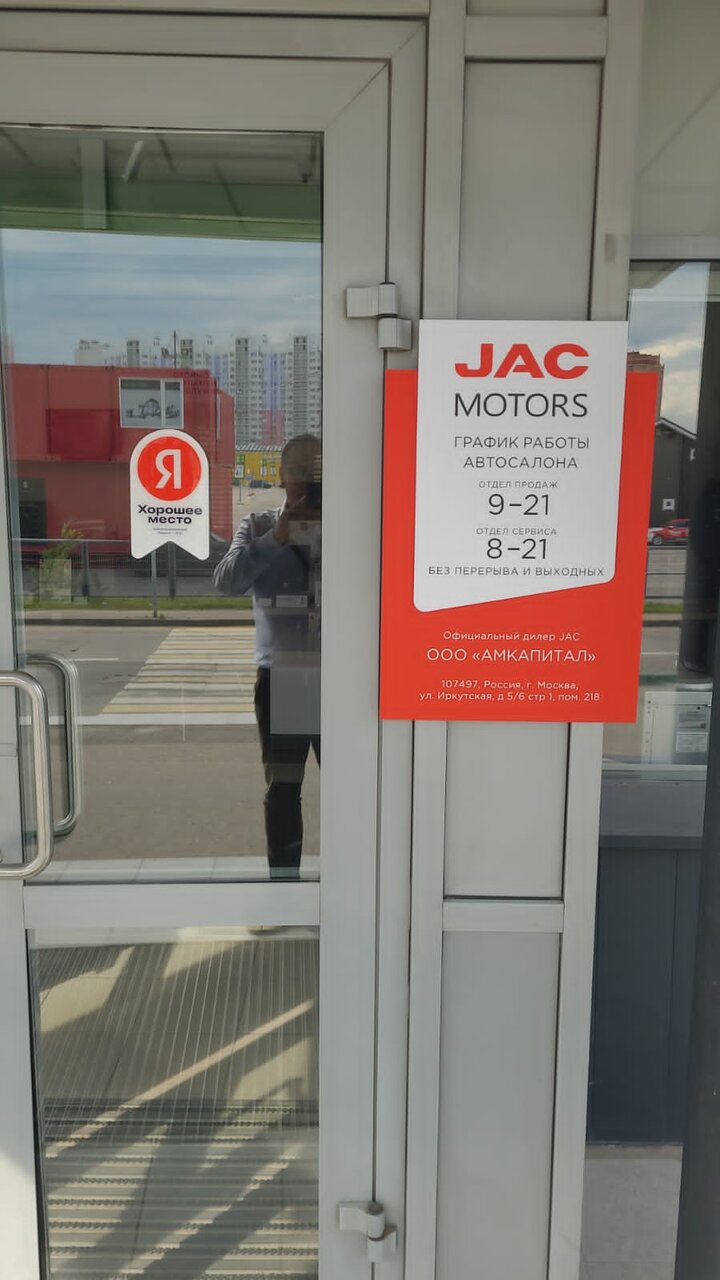 Я
Хорошее
место
JAC
MOTORS
ГРАФИК РАБОТЫ
АВТОСАЛОНА
ОТДЕЛ ПРОДАЖ
9–21
ОТДЕЛ СЕРВИСА
8–21
БЕЗ ПЕРЕРЫВА И ВЫХОДНЫХ
Официальный дилер JAC
ООО «АМКАПИТАЛ»
107497, Россия, г. Москва,
ул. Иркутская, д 5/6 стр 1, пом. 218